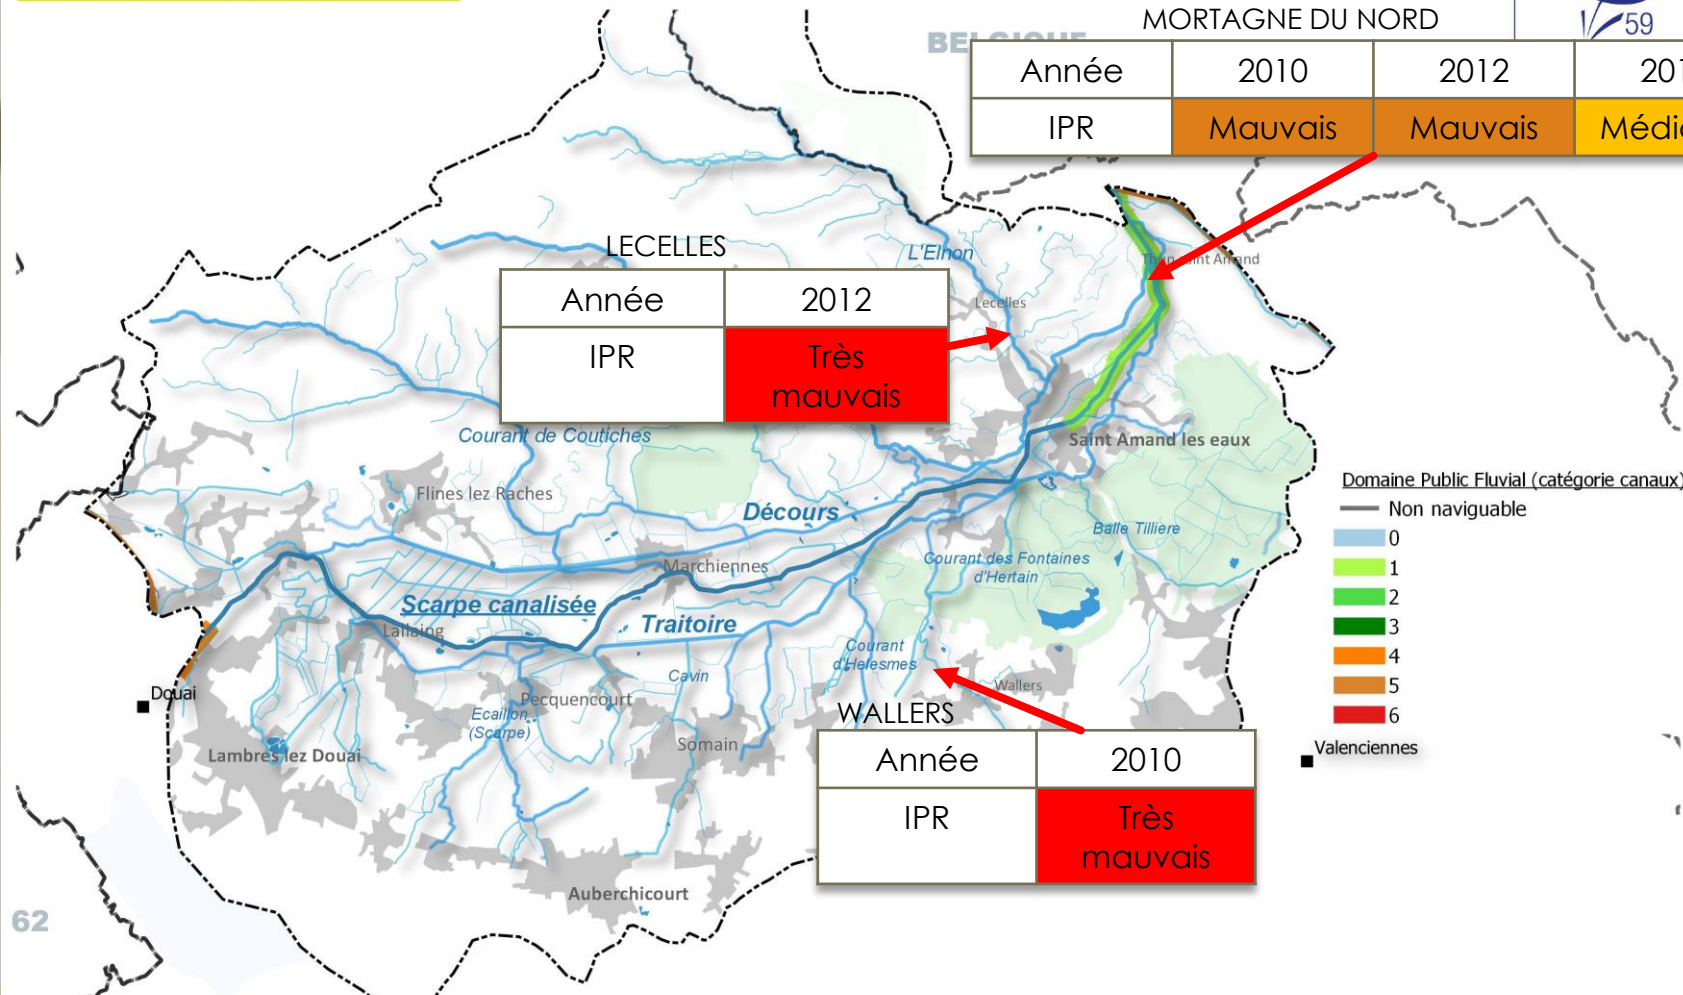 MORTAGNE DU NORD
59
Année 2010 2012
IPR Mauvais Mauvais
L'Elnon
LECELLES
Lecelles
Année 2012
IPR Très
mauvais
Courant de Coutiches
Saint Amand les eaux
Flines lez Raches
Décours
Balle Tilliere
Courant des Fontaines
d'Hertain
Marchiennes
Scarpe canalisée
Traitoire
Lallaing
Courant
d'Helesmes
Cavin
Pecquencourt
Ecaillon
(Scarpe)
Wallers
Douai
Lambres lez Douai
Somain
WALLERS
Année 2010
IPR Très
mauvais
Auberchicourt
62
Domaine Public Fluvial (catégorie canaux)
Non naviguable
0
1
2
3
4
5
6
Valenciennes